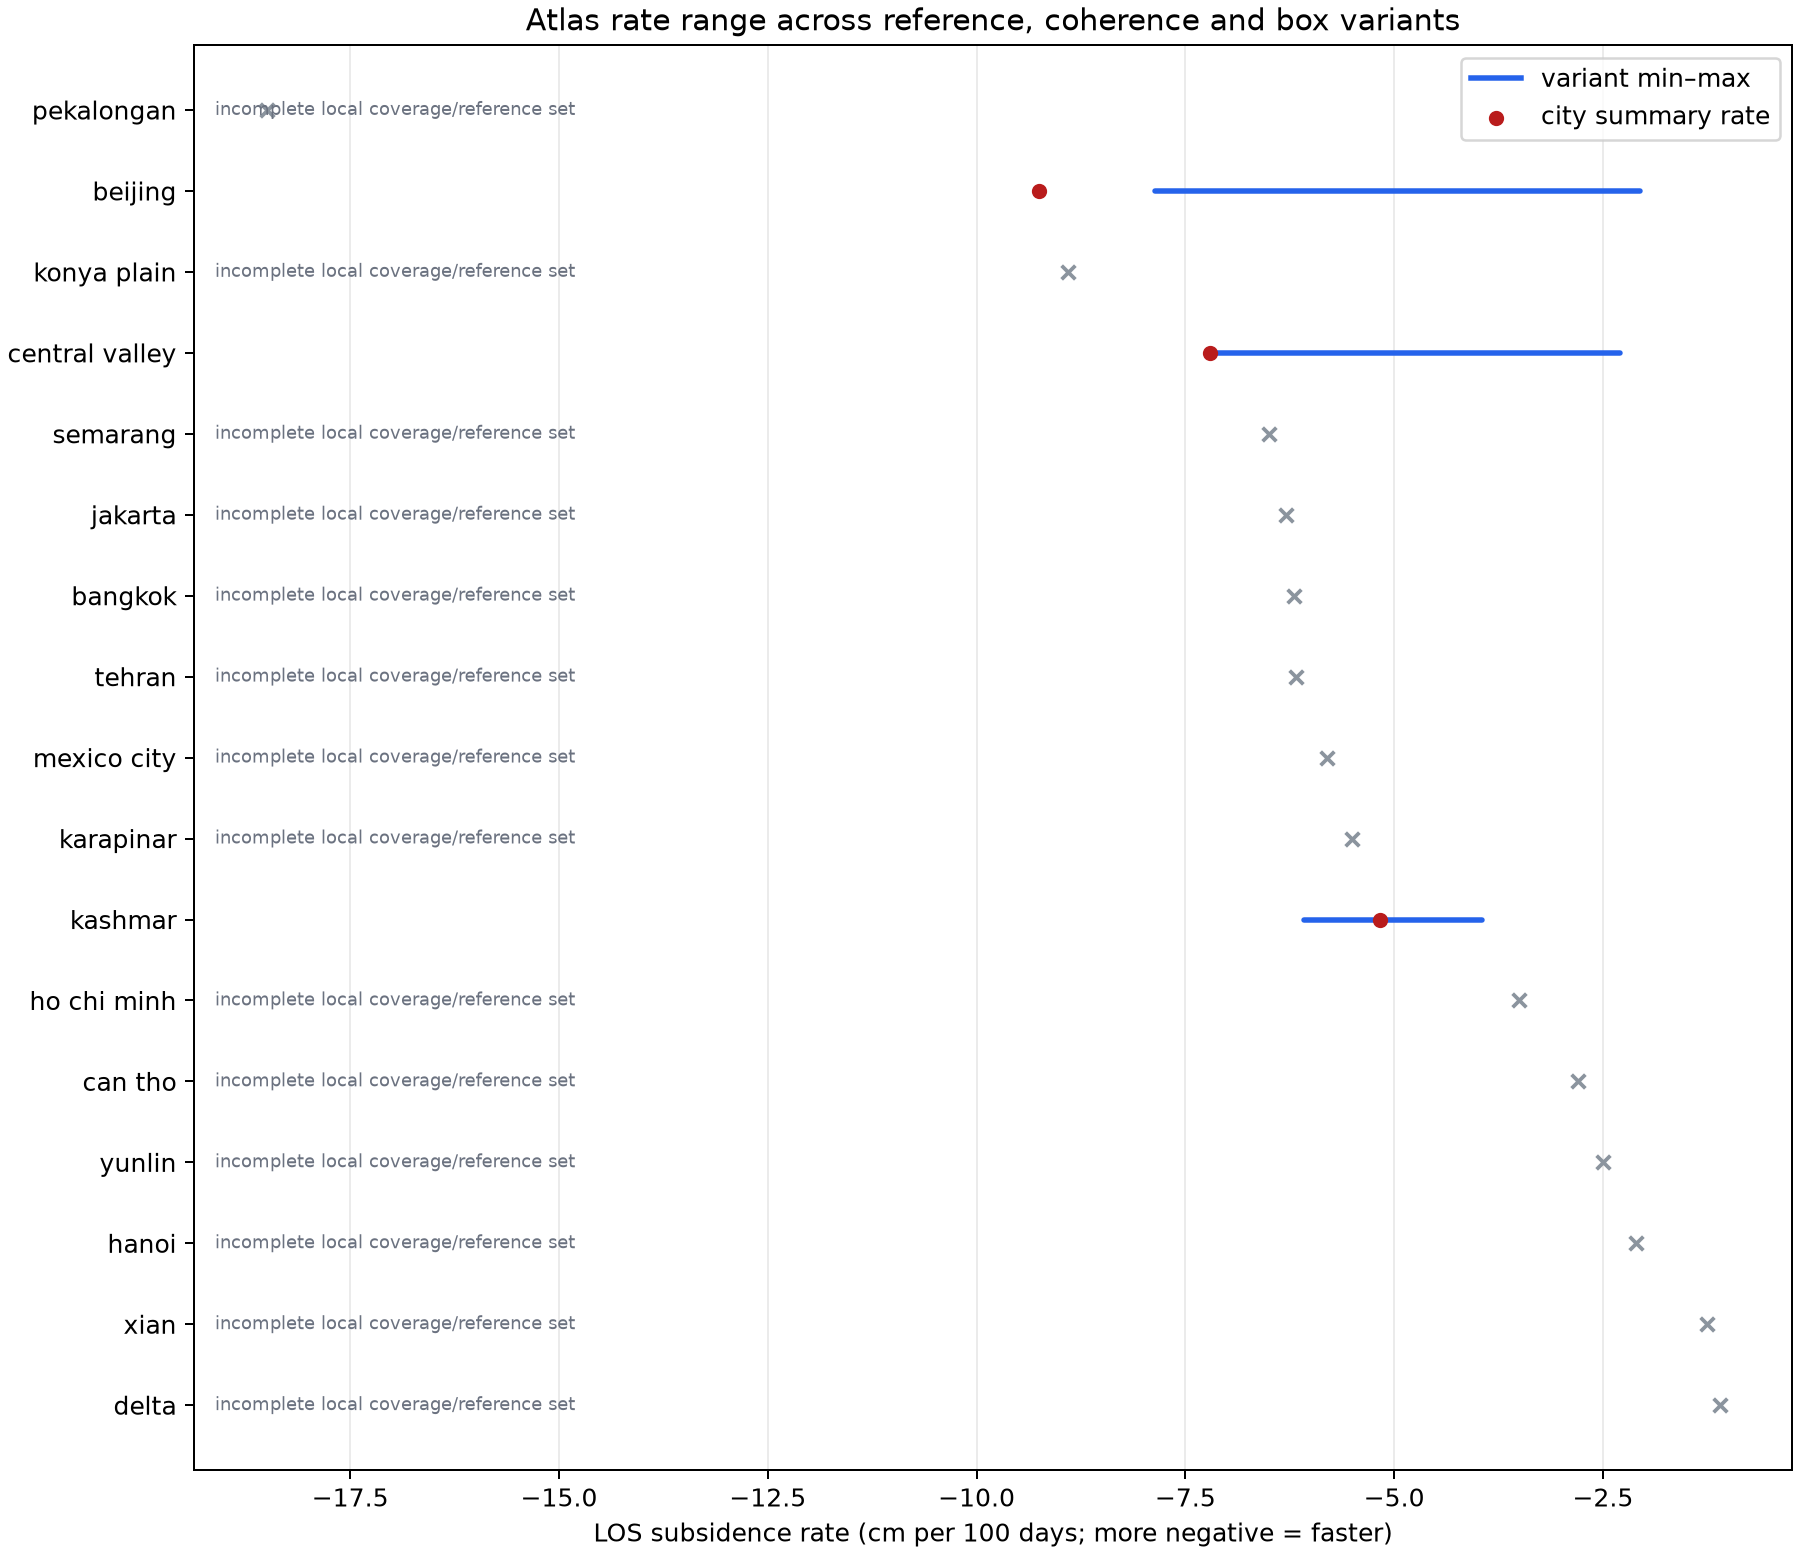 Atlas rate range across reference, coherence and box variants
variant min–max
city summary rate
pekalongan
incomplete local coverage/reference set
beijing
konya plain
incomplete local coverage/reference set
central valley
semarang
incomplete local coverage/reference set
jakarta
incomplete local coverage/reference set
bangkok
incomplete local coverage/reference set
tehran
incomplete local coverage/reference set
mexico city
incomplete local coverage/reference set
karapinar
incomplete local coverage/reference set
kashmar
ho chi minh
incomplete local coverage/reference set
can tho
incomplete local coverage/reference set
yunlin
incomplete local coverage/reference set
hanoi
incomplete local coverage/reference set
xian
incomplete local coverage/reference set
delta
incomplete local coverage/reference set
−17.5 −15.0 −12.5 −10.0 −7.5 −5.0 −2.5
LOS subsidence rate (cm per 100 days; more negative = faster)